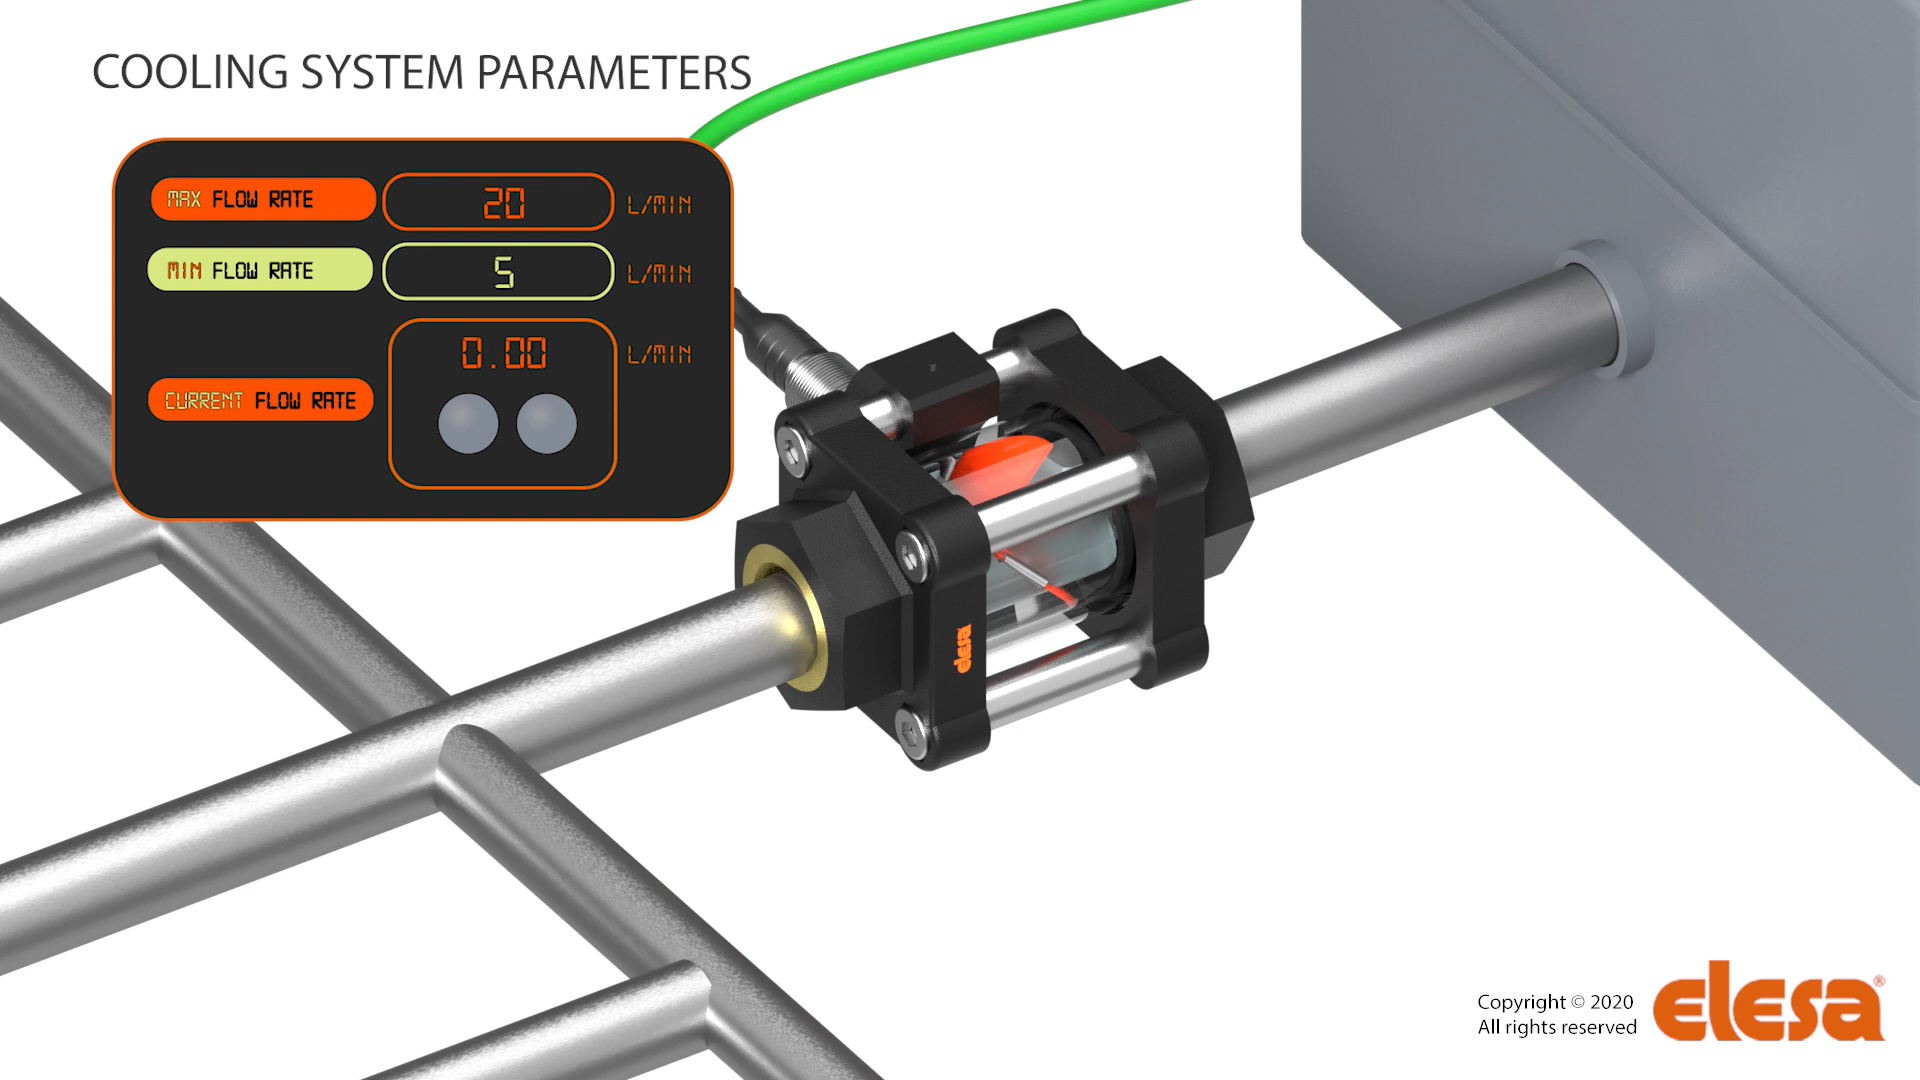 COOLING SYSTEM PARAMETERS
MAX FLOW RATE 20 L/MIN
MIN FLOW RATE 5 L/MIN
0.00 L/MIN
CURRENT FLOW RATE
elesa
Copyright © 2020
All rights reserved
elesa®